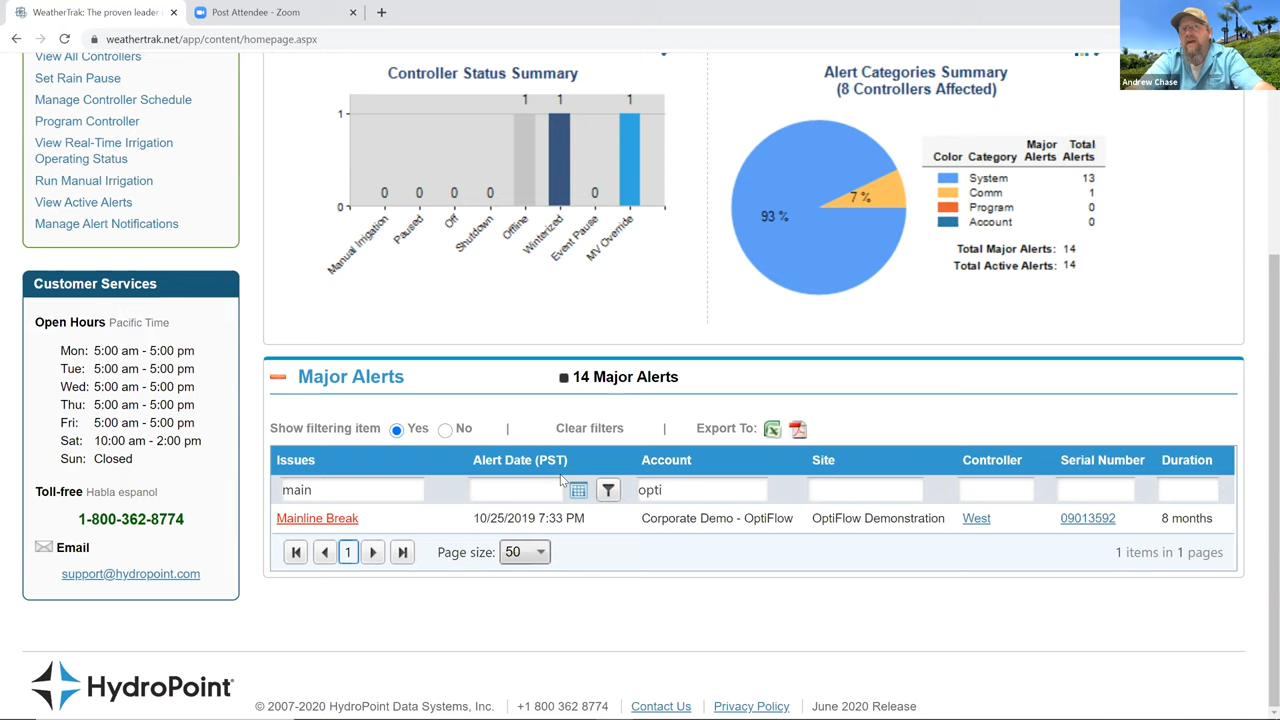 WeatherTrak: The proven leader
Post Attendee - Zoom
weathertrak.net/app/content/homepage.aspx
Andrew Chase
View All Controllers
Set Rain Pause
Manage Controller Schedule
Program Controller
View Real-Time Irrigation
Operating Status
Run Manual Irrigation
View Active Alerts
Manage Alert Notifications
Customer Services
Open Hours Pacific Time
Mon: 5:00 am - 5:00 pm
Tue: 5:00 am - 5:00 pm
Wed: 5:00 am - 5:00 pm
Thu: 5:00 am - 5:00 pm
Fri: 5:00 am - 5:00 pm
Sat: 10:00 am - 2:00 pm
Sun: Closed
Toll-free Habla espanol
1-800-362-8774
Email
support@hydropoint.com
Controller Status Summary
1 1 1
1
0 0 0 0 0
0
Manual Irrigation
Paused
Off
Shutdown
Offline
Winterized
Event Pause
MV Override
Alert Categories Summary
(8 Controllers Affected)
93 %
7 %
Major Total
Color Category Alerts Alerts
System 13
Comm 1
Program 0
Account 0
Total Major Alerts: 14
Total Active Alerts: 14
Major Alerts 14 Major Alerts
Show filtering item Yes No | Clear filters | Export To:
Issues Alert Date (PST) Account Site Controller Serial Number Duration
main opti
Mainline Break 10/25/2019 7:33 PM Corporate Demo - OptiFlow OptiFlow Demonstration West 09013592 8 months
1 Page size: 50 1 items in 1 pages
HydroPoint
© 2007-2020 HydroPoint Data Systems, Inc. | +1 800 362 8774 | Contact Us | Privacy Policy | June 2020 Release